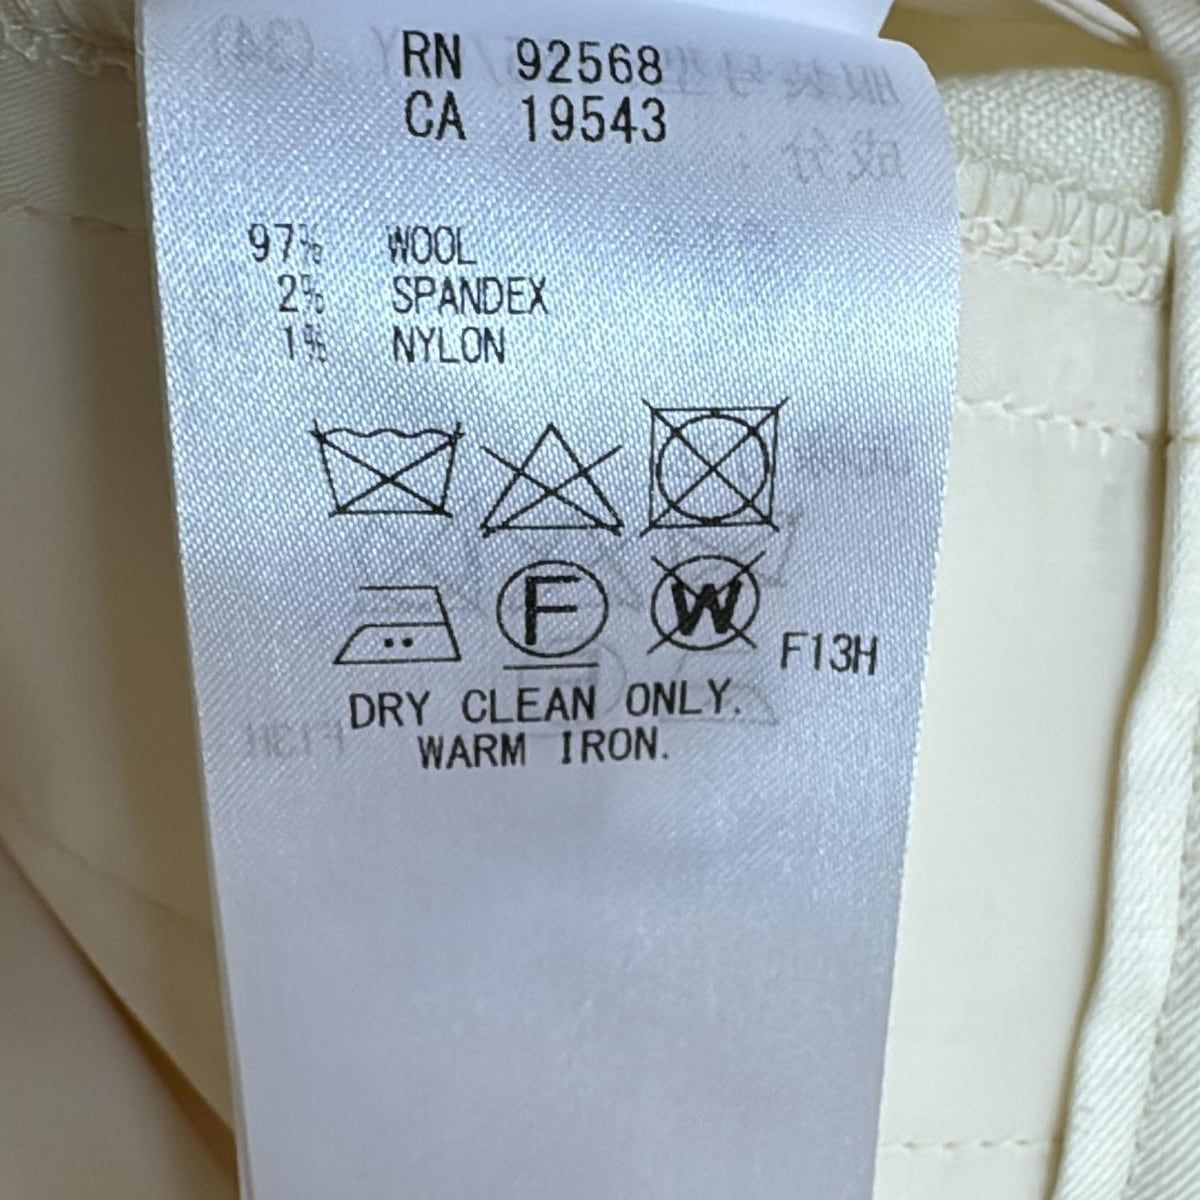 RN 92568
CA 19543
97% WOOL
2% SPANDEX
1% NYLON
F W F13H
DRY CLEAN ONLY.
WARM IRON.